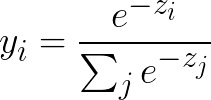 y_i = \frac{e^{-z_i}}{\sum_j e^{-z_j}}